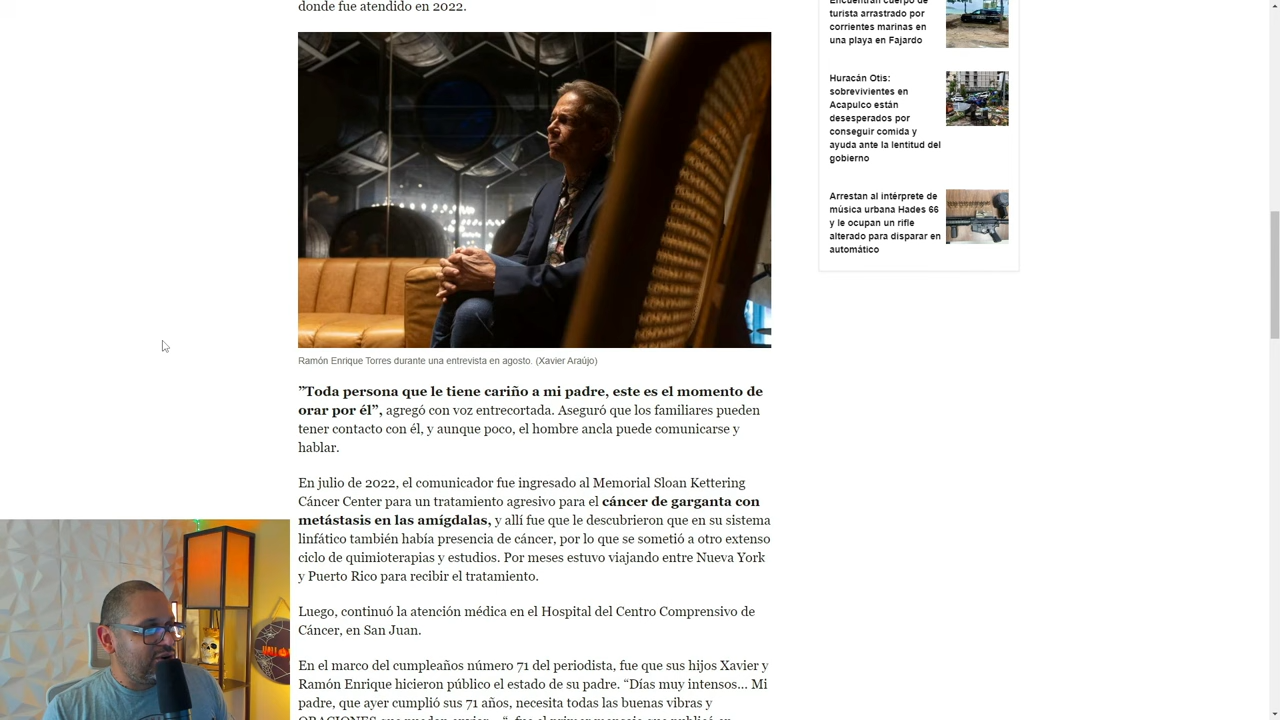 donde fue atendido en 2022.
Ramón Enrique Torres durante una entrevista en agosto. (Xavier Araújo)
”Toda persona que le tiene cariño a mi padre, este es el momento de
orar por él”, agregó con voz entrecortada. Aseguró que los familiares pueden
tener contacto con él, y aunque poco, el hombre ancla puede comunicarse y
hablar.
En julio de 2022, el comunicador fue ingresado al Memorial Sloan Kettering
Cáncer Center para un tratamiento agresivo para el cáncer de garganta con
metástasis en las amígdalas, y allí fue que le descubrieron que en su sistema
linfático también había presencia de cáncer, por lo que se sometió a otro extenso
ciclo de quimioterapias y estudios. Por meses estuvo viajando entre Nueva York
y Puerto Rico para recibir el tratamiento.
Luego, continuó la atención médica en el Hospital del Centro Comprensivo de
Cáncer, en San Juan.
En el marco del cumpleaños número 71 del periodista, fue que sus hijos Xavier y
Ramón Enrique hicieron público el estado de su padre. “Días muy intensos... Mi
padre, que ayer cumplió sus 71 años, necesita todas las buenas vibras y
Encuentran cuerpo de
turista arrastrado por
corrientes marinas en
una playa en Fajardo
Huracán Otis:
sobrevivientes en
Acapulco están
desesperados por
conseguir comida y
ayuda ante la lentitud del
gobierno
Arrestan al intérprete de
música urbana Hades 66
y le ocupan un rifle
alterado para disparar en
automático